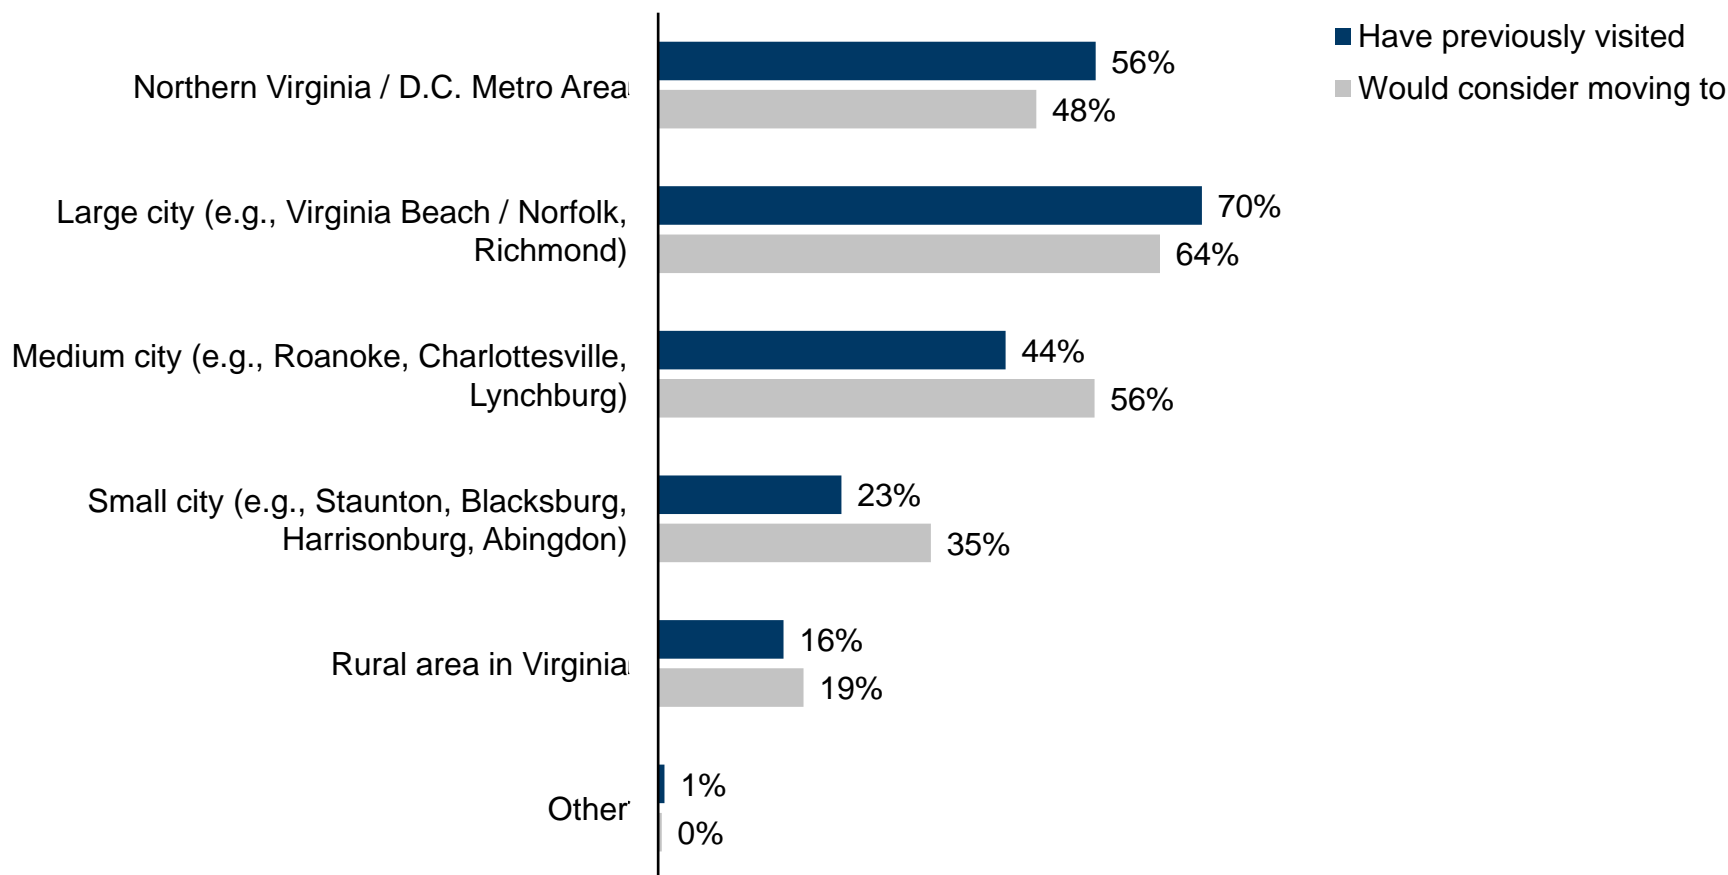 Have previously visited
Would consider moving to
Northern Virginia / D.C. Metro Area
56%
48%
Large city (e.g., Virginia Beach / Norfolk,
Richmond)
70%
64%
Medium city (e.g., Roanoke, Charlottesville,
Lynchburg)
44%
56%
Small city (e.g., Staunton, Blacksburg,
Harrisonburg, Abingdon)
23%
35%
Rural area in Virginia
16%
19%
Other
1%
0%